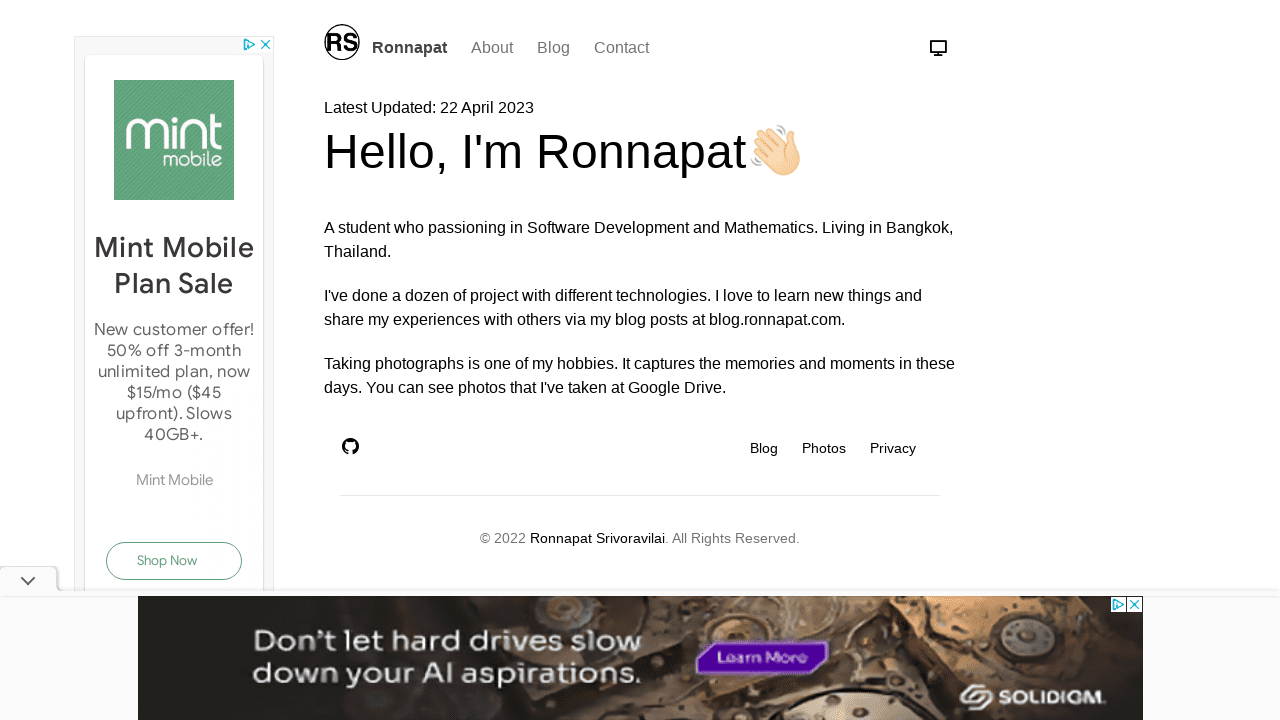 RS
Ronnapat
About
Blog
Contact
Latest Updated: 22 April 2023
Hello, I'm Ronnapat👋🏻
A student who passioning in Software Development and Mathematics. Living in Bangkok,
Thailand.
I've done a dozen of project with different technologies. I love to learn new things and
share my experiences with others via my blog posts at blog.ronnapat.com.
Taking photographs is one of my hobbies. It captures the memories and moments in these
days. You can see photos that I've taken at Google Drive.
Blog
Photos
Privacy
© 2022 Ronnapat Srivoravilai. All Rights Reserved.
mint
mobile
Mint Mobile
Plan Sale
New customer offer!
50% off 3-month
unlimited plan, now
$15/mo ($45
upfront). Slows
40GB+.
Mint Mobile
Shop Now
Don't let hard drives slow
down your AI aspirations.
Learn More
SOLIDIGM